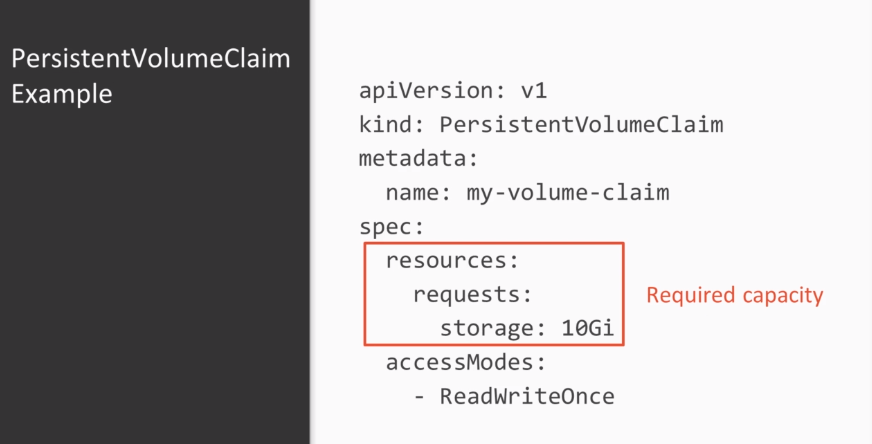 PersistentVolumeClaim
Example
apiVersion: v1
kind: PersistentVolumeClaim
metadata:
  name: my-volume-claim
spec:
  resources:
    requests:
      storage: 10Gi
  accessModes:
    - ReadWriteOnce
Required capacity